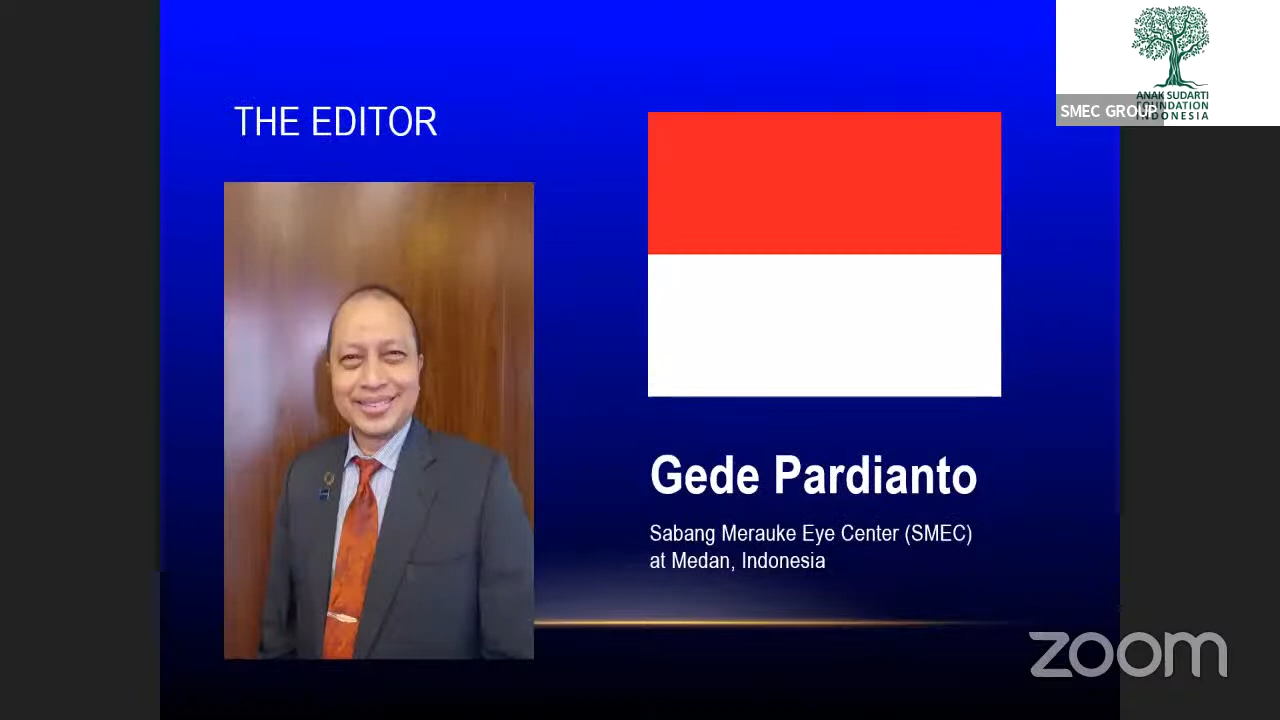 THE EDITOR
ANAK SUDARTI
FOUNDATION
INDONESIA
SMEC GROUP
Gede Pardianto
Sabang Merauke Eye Center (SMEC)
at Medan, Indonesia
zoom